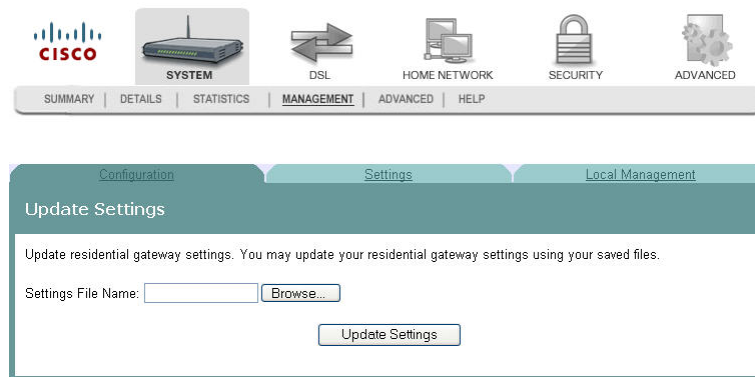 CISCO
SYSTEM DSL HOME NETWORK SECURITY ADVANCED
SUMMARY | DETAILS | STATISTICS | MANAGEMENT | ADVANCED | HELP
Configuration Settings Local Management
Update Settings
Update residential gateway settings. You may update your residential gateway settings using your saved files.
Settings File Name: Browse...
Update Settings